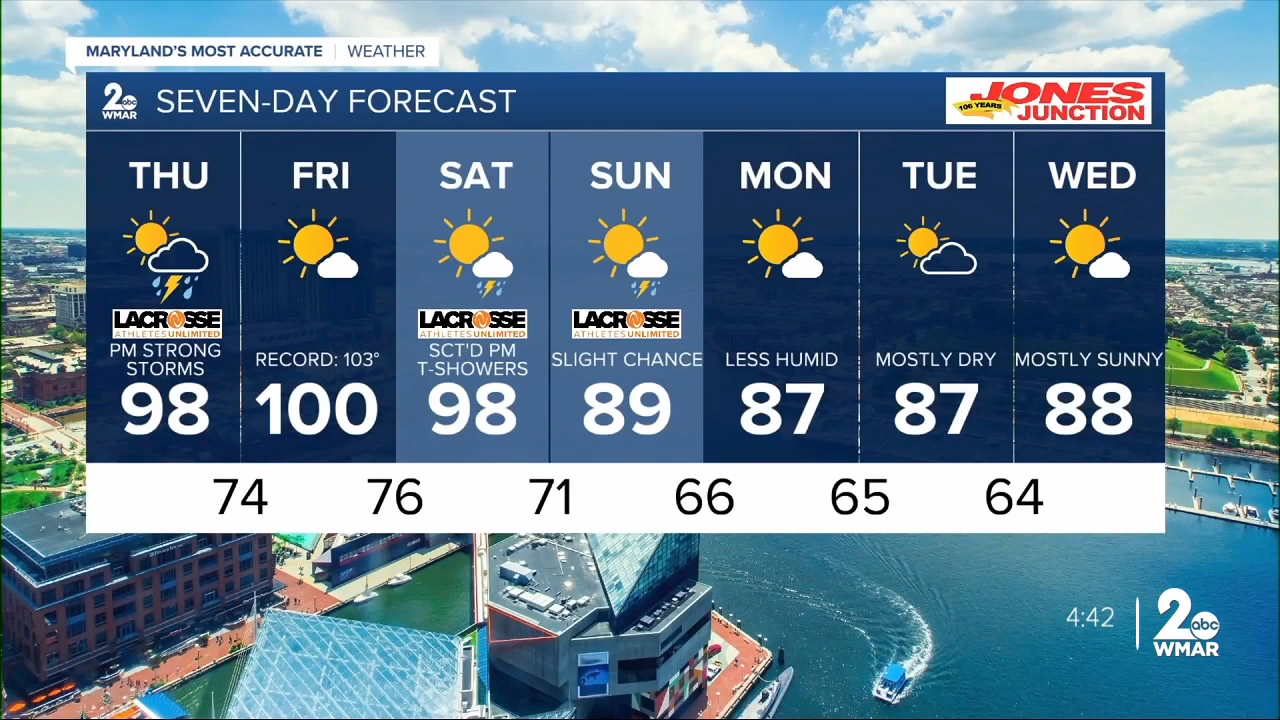 MARYLAND'S MOST ACCURATE | WEATHER
2 abc WMAR
SEVEN-DAY FORECAST
106 YEARS
JONES
JUNCTION
THU FRI SAT SUN MON TUE WED
LACROSSE LACROSSE LACROSSE
ATHLETES UNLIMITED ATHLETES UNLIMITED ATHLETES UNLIMITED
PM STRONG
STORMS
RECORD: 103°
SCT'D PM
T-SHOWERS
SLIGHT CHANCE
LESS HUMID
MOSTLY DRY
MOSTLY SUNNY
98 100 98 89 87 87 88
74 76 71 66 65 64
4:42
2 abc
WMAR